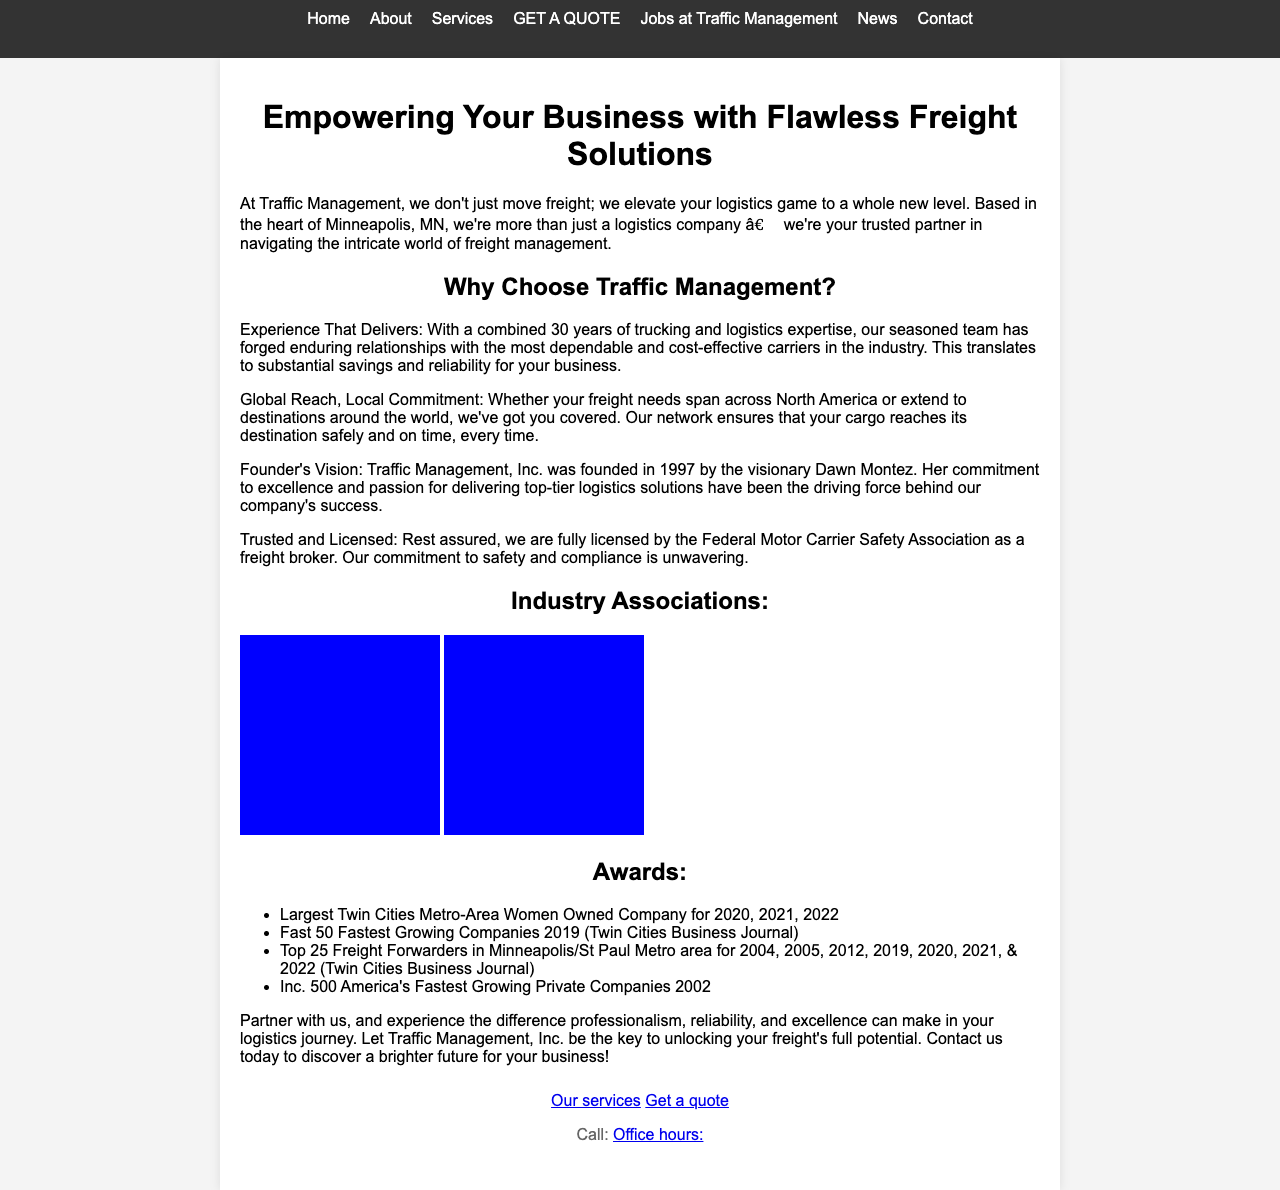 Home About Services GET A QUOTE Jobs at Traffic Management News Contact
Empowering Your Business with Flawless Freight
Solutions
At Traffic Management, we don't just move freight; we elevate your logistics game to a whole new level. Based in
the heart of Minneapolis, MN, we're more than just a logistics company â€ we're your trusted partner in
navigating the intricate world of freight management.
Why Choose Traffic Management?
Experience That Delivers: With a combined 30 years of trucking and logistics expertise, our seasoned team has
forged enduring relationships with the most dependable and cost-effective carriers in the industry. This translates
to substantial savings and reliability for your business.
Global Reach, Local Commitment: Whether your freight needs span across North America or extend to
destinations around the world, we've got you covered. Our network ensures that your cargo reaches its
destination safely and on time, every time.
Founder's Vision: Traffic Management, Inc. was founded in 1997 by the visionary Dawn Montez. Her commitment
to excellence and passion for delivering top-tier logistics solutions have been the driving force behind our
company's success.
Trusted and Licensed: Rest assured, we are fully licensed by the Federal Motor Carrier Safety Association as a
freight broker. Our commitment to safety and compliance is unwavering.
Industry Associations:
Awards:
• Largest Twin Cities Metro-Area Women Owned Company for 2020, 2021, 2022
• Fast 50 Fastest Growing Companies 2019 (Twin Cities Business Journal)
• Top 25 Freight Forwarders in Minneapolis/St Paul Metro area for 2004, 2005, 2012, 2019, 2020, 2021, &
2022 (Twin Cities Business Journal)
• Inc. 500 America's Fastest Growing Private Companies 2002
Partner with us, and experience the difference professionalism, reliability, and excellence can make in your
logistics journey. Let Traffic Management, Inc. be the key to unlocking your freight's full potential. Contact us
today to discover a brighter future for your business!
Our services Get a quote
Call: Office hours: